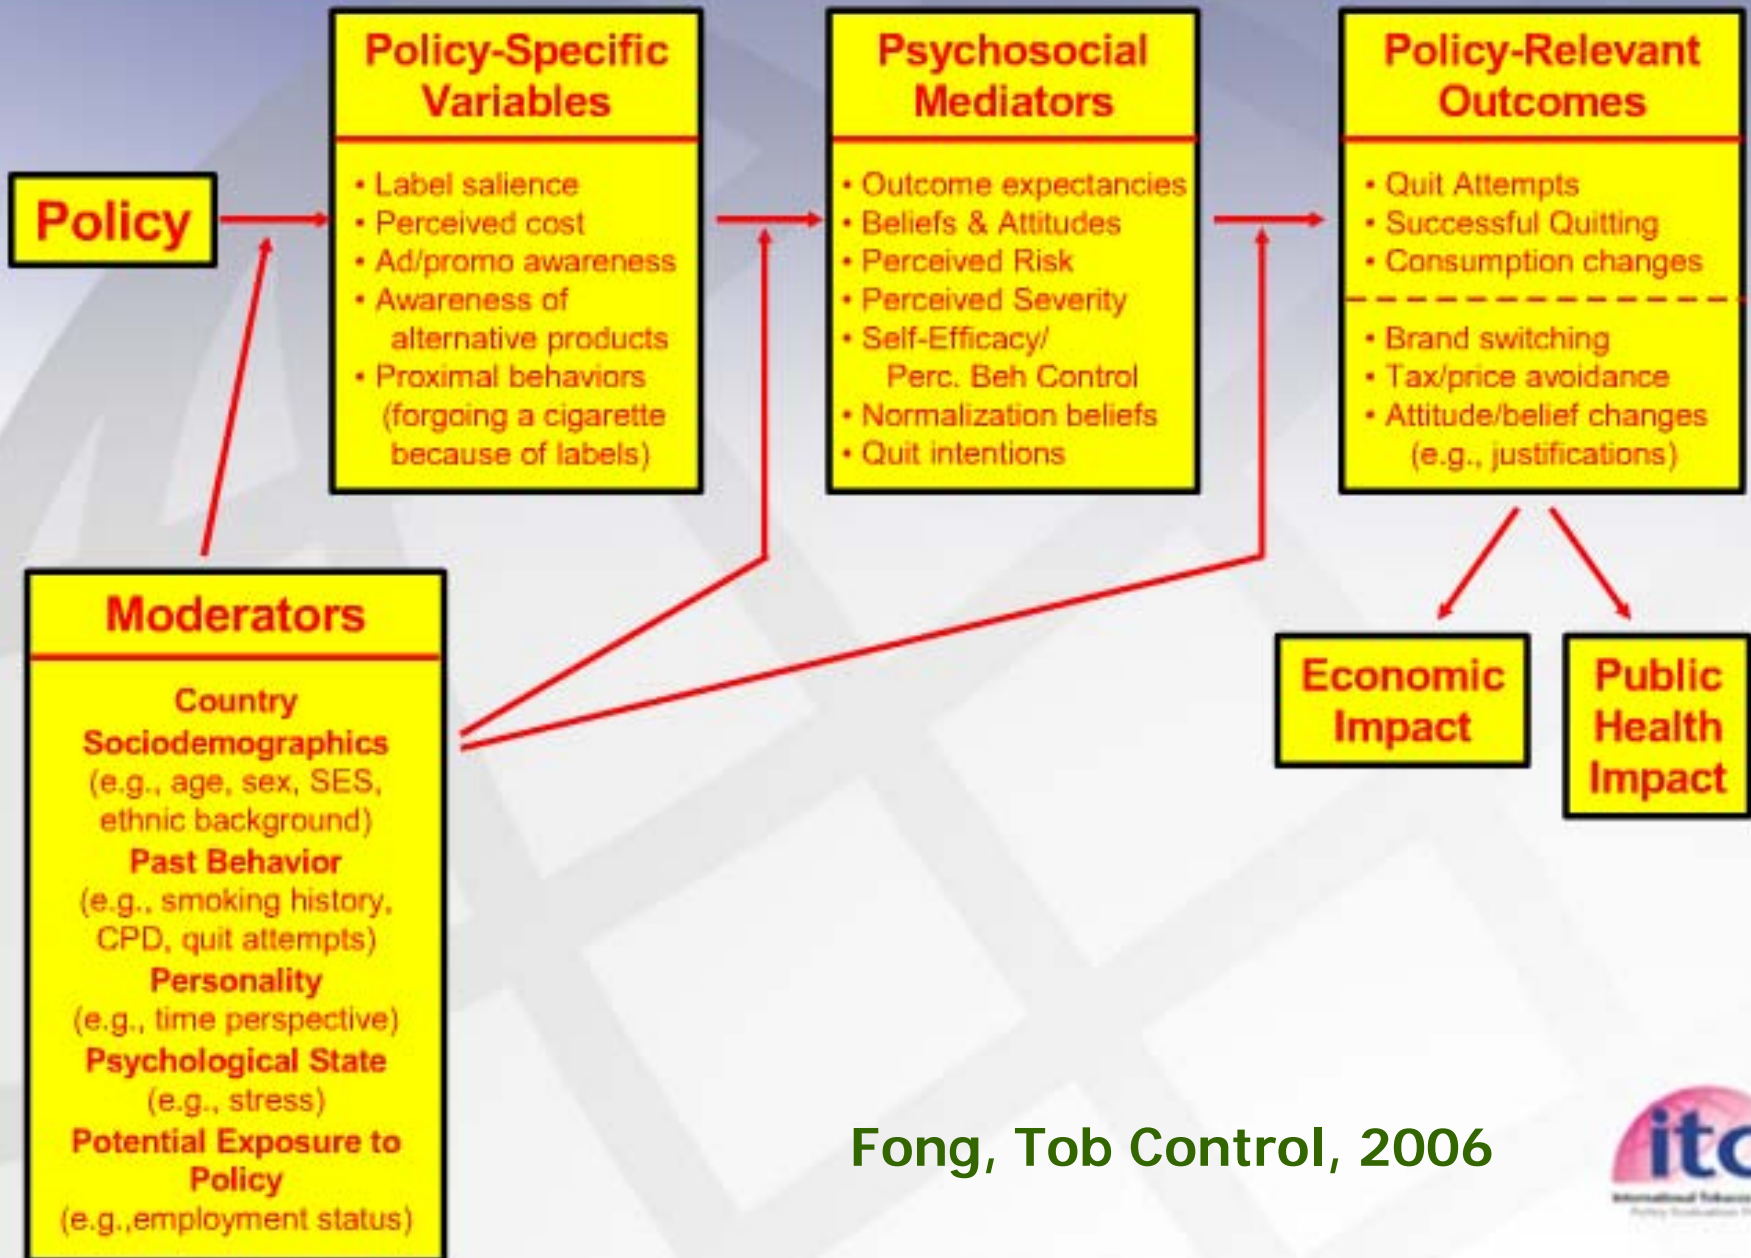 Policy
Policy-Specific
Variables
• Label salience
• Perceived cost
• Ad/promo awareness
• Awareness of
alternative products
• Proximal behaviors
(forgoing a cigarette
because of labels)
Psychosocial
Mediators
• Outcome expectancies
• Beliefs & Attitudes
• Perceived Risk
• Perceived Severity
• Self-Efficacy/
Perc. Beh Control
• Normalization beliefs
• Quit intentions
Policy-Relevant
Outcomes
• Quit Attempts
• Successful Quitting
• Consumption changes
• Brand switching
• Tax/price avoidance
• Attitude/belief changes
(e.g., justifications)
Moderators
Country
Sociodemographics
(e.g., age, sex, SES,
ethnic background)
Past Behavior
(e.g., smoking history,
CPD, quit attempts)
Personality
(e.g., time perspective)
Psychological State
(e.g., stress)
Potential Exposure to
Policy
(e.g.,employment status)
Economic
Impact
Public
Health
Impact
Fong, Tob Control, 2006
itc
International Tobacco
Policy Evaluation